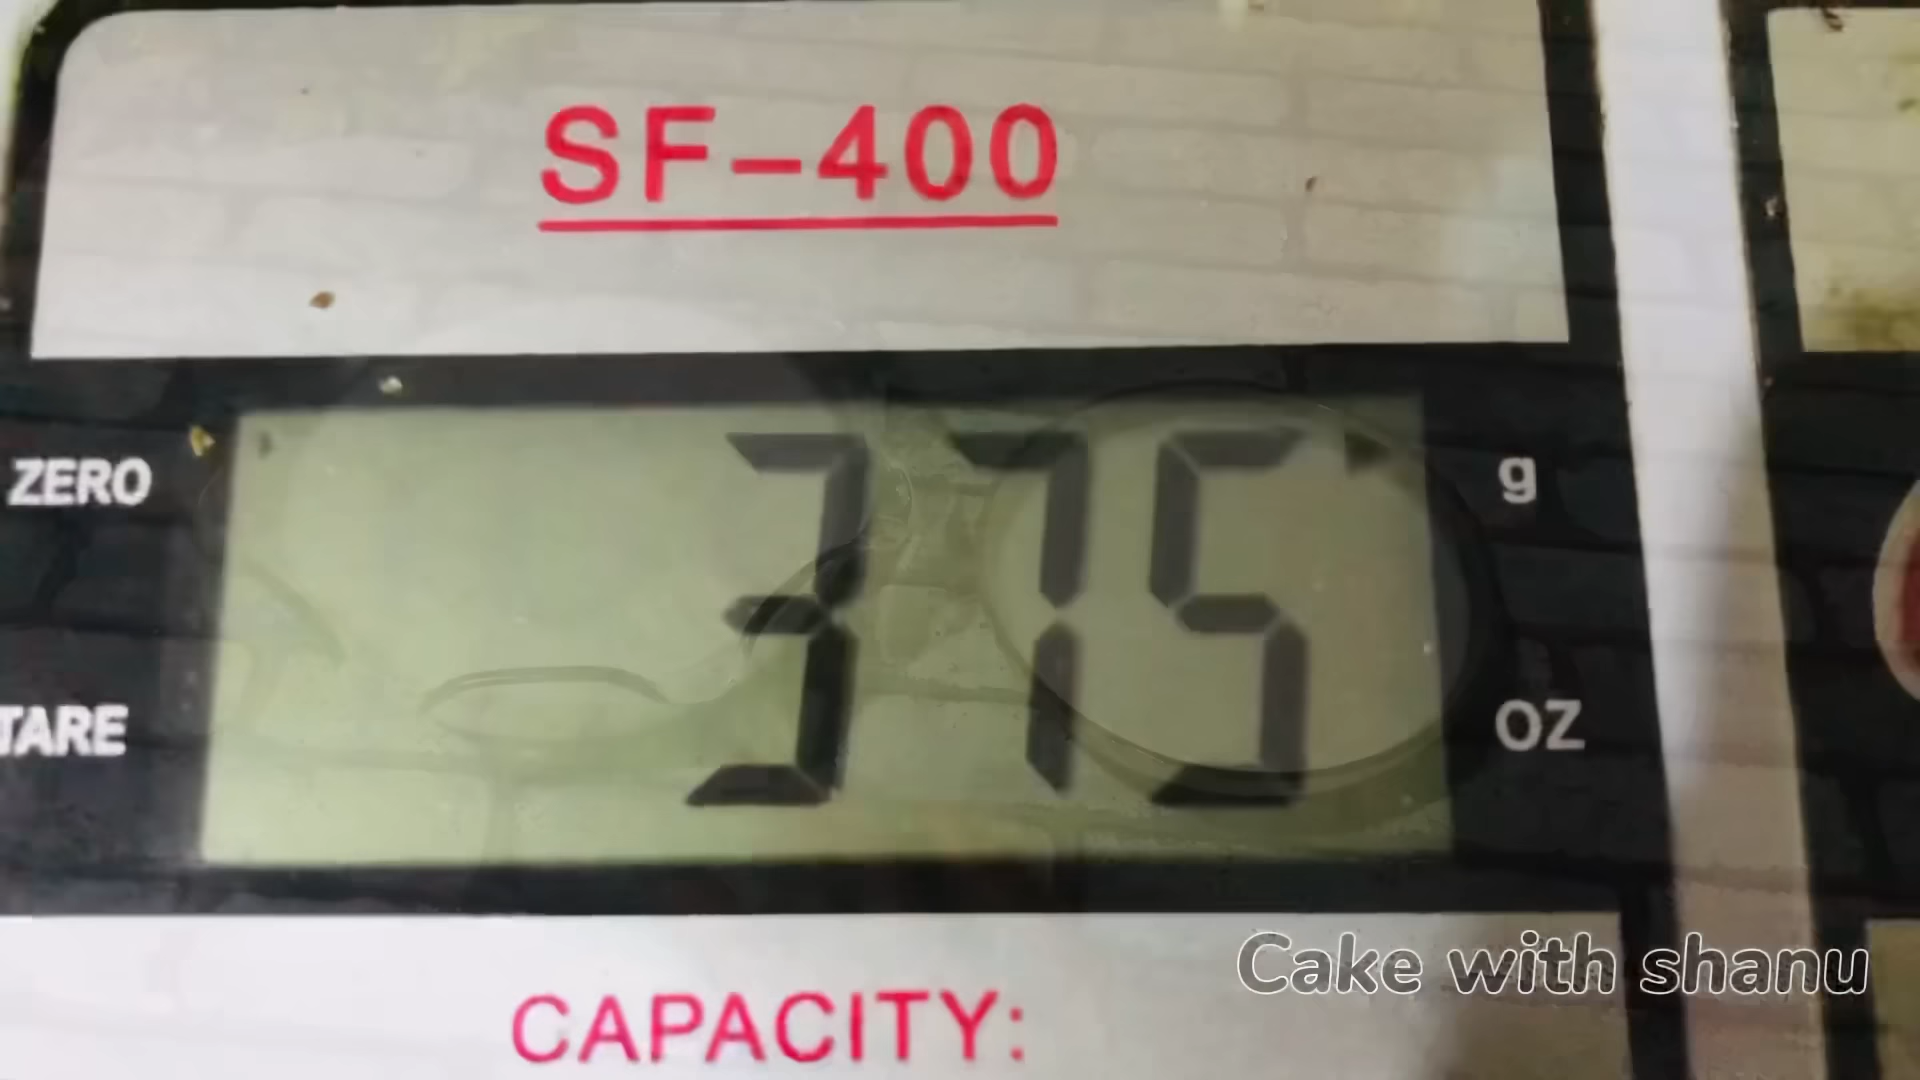 SF-400
ZERO
375
g
TARE
OZ
Cake with shanu
CAPACITY: